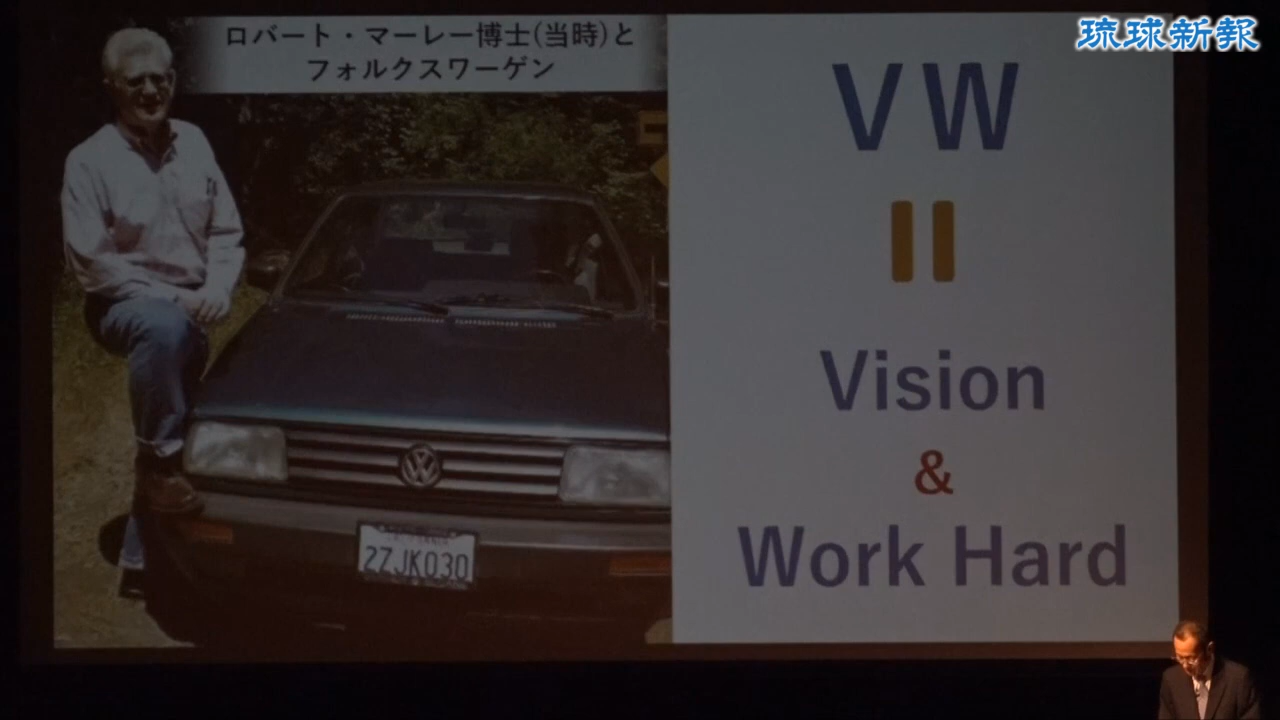 琉球新報
ロバート・マーレー博士(当時)と
フォルクスワーゲン
VW
Vision
&
Work Hard
2ZJK030